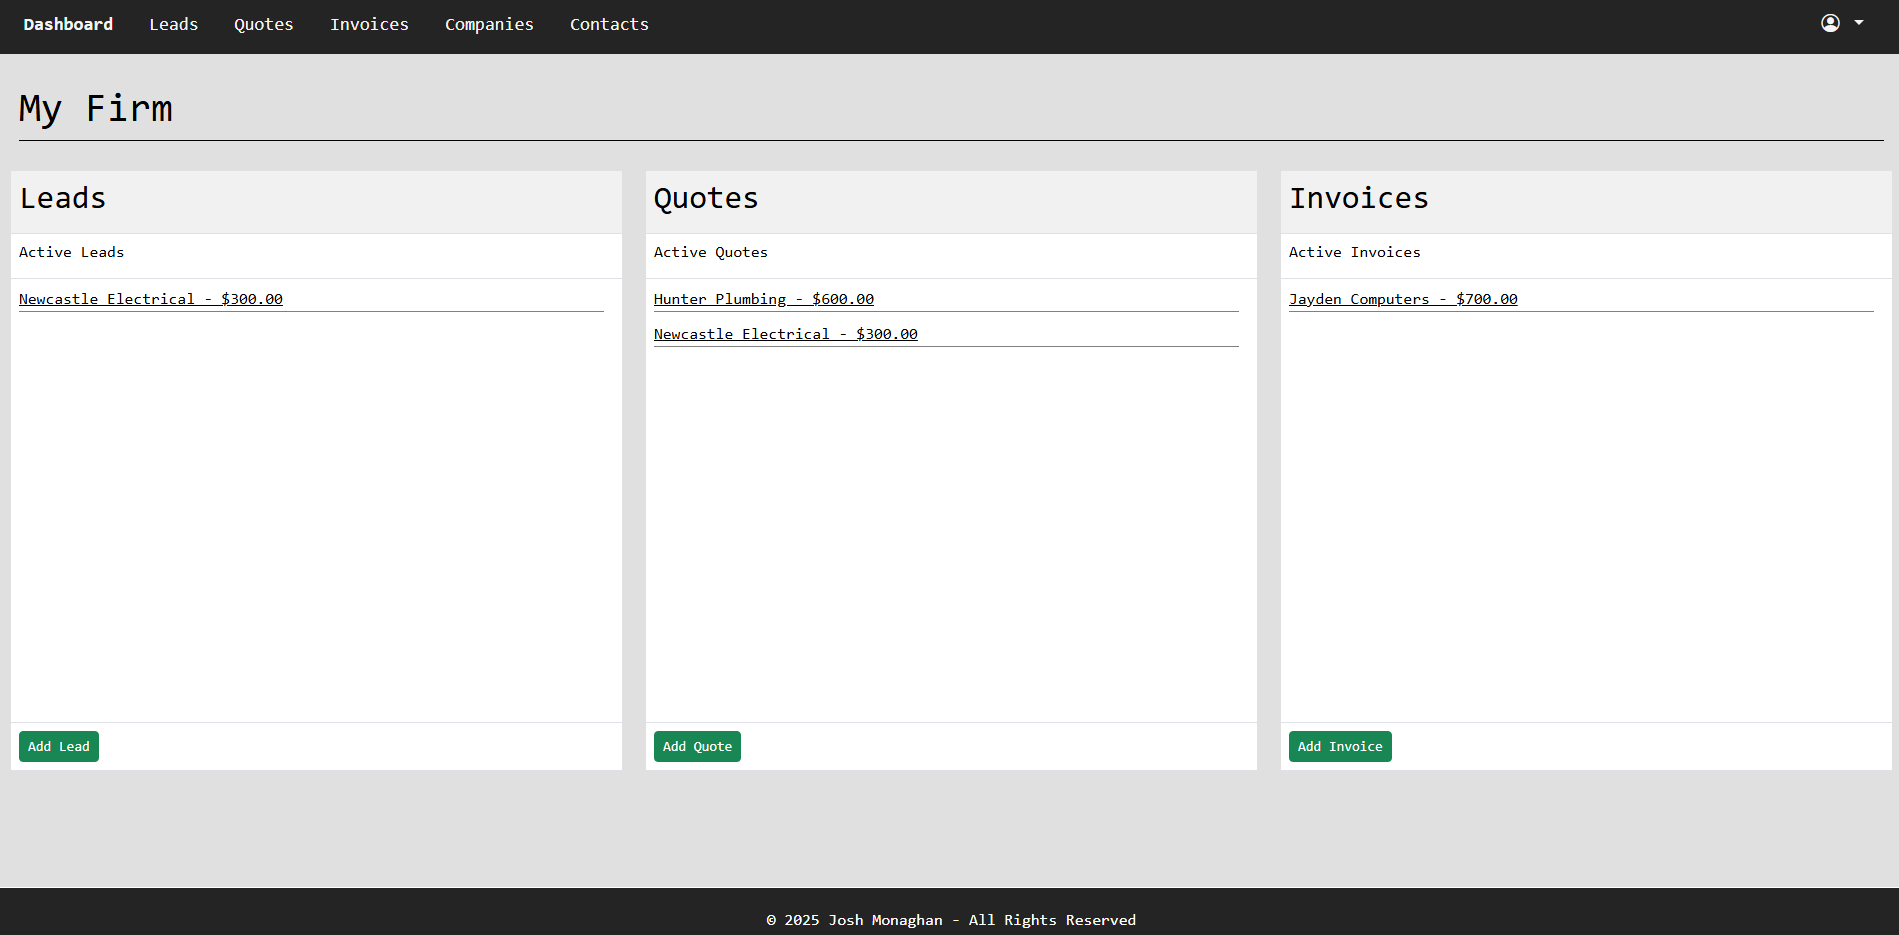 Dashboard Leads Quotes Invoices Companies Contacts
My Firm
Leads
Active Leads
Newcastle Electrical - $300.00
Add Lead
Quotes
Active Quotes
Hunter Plumbing - $600.00
Newcastle Electrical - $300.00
Add Quote
Invoices
Active Invoices
Jayden Computers - $700.00
Add Invoice
© 2025 Josh Monaghan - All Rights Reserved